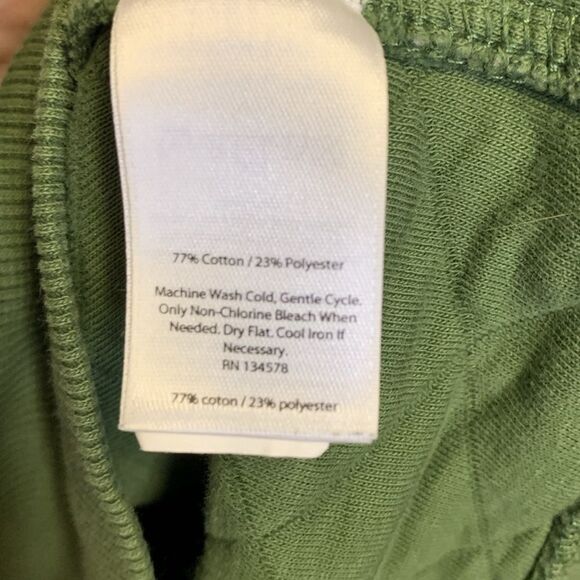 77% Cotton / 23% Polyester
Machine Wash Cold, Gentle Cycle.
Only Non-Chlorine Bleach When
Needed. Dry Flat. Cool Iron If
Necessary.
RN 134578
77% coton / 23% polyester